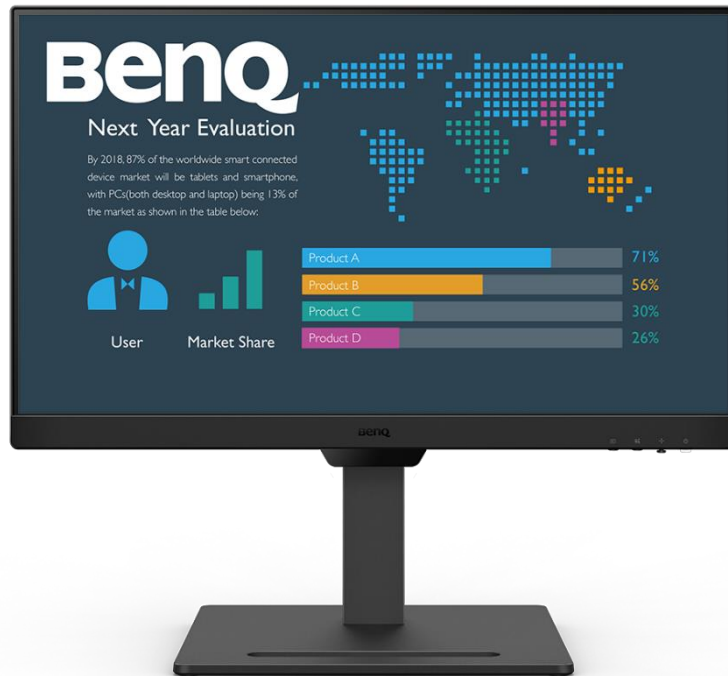 BenQ
Next Year Evaluation
By 2018, 87% of the worldwide smart connected
device market will be tablets and smartphone,
with PCs(both desktop and laptop) being 13% of
the market as shown in the table below:
User
Market Share
Product A 71%
Product B 56%
Product C 30%
Product D 26%
BenQ